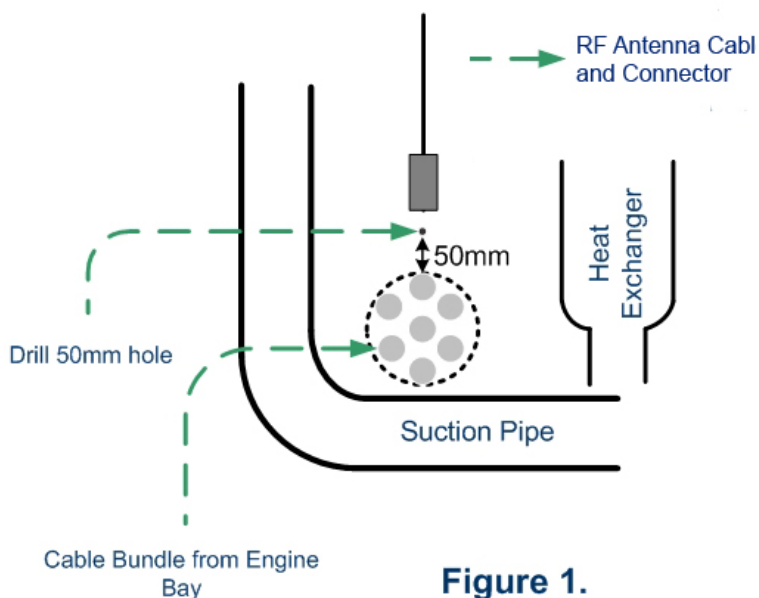 RF Antenna Cabl
and Connector
50mm
Heat
Exchanger
Drill 50mm hole
Suction Pipe
Cable Bundle from Engine
Bay
Figure 1.